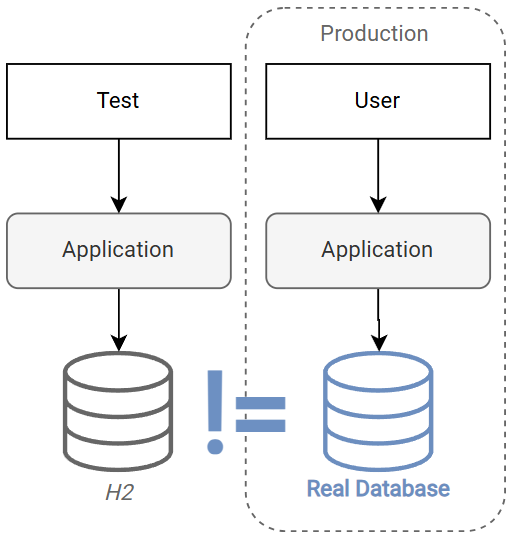 Production
Test
User
Application
Application
!=
H2
Real Database